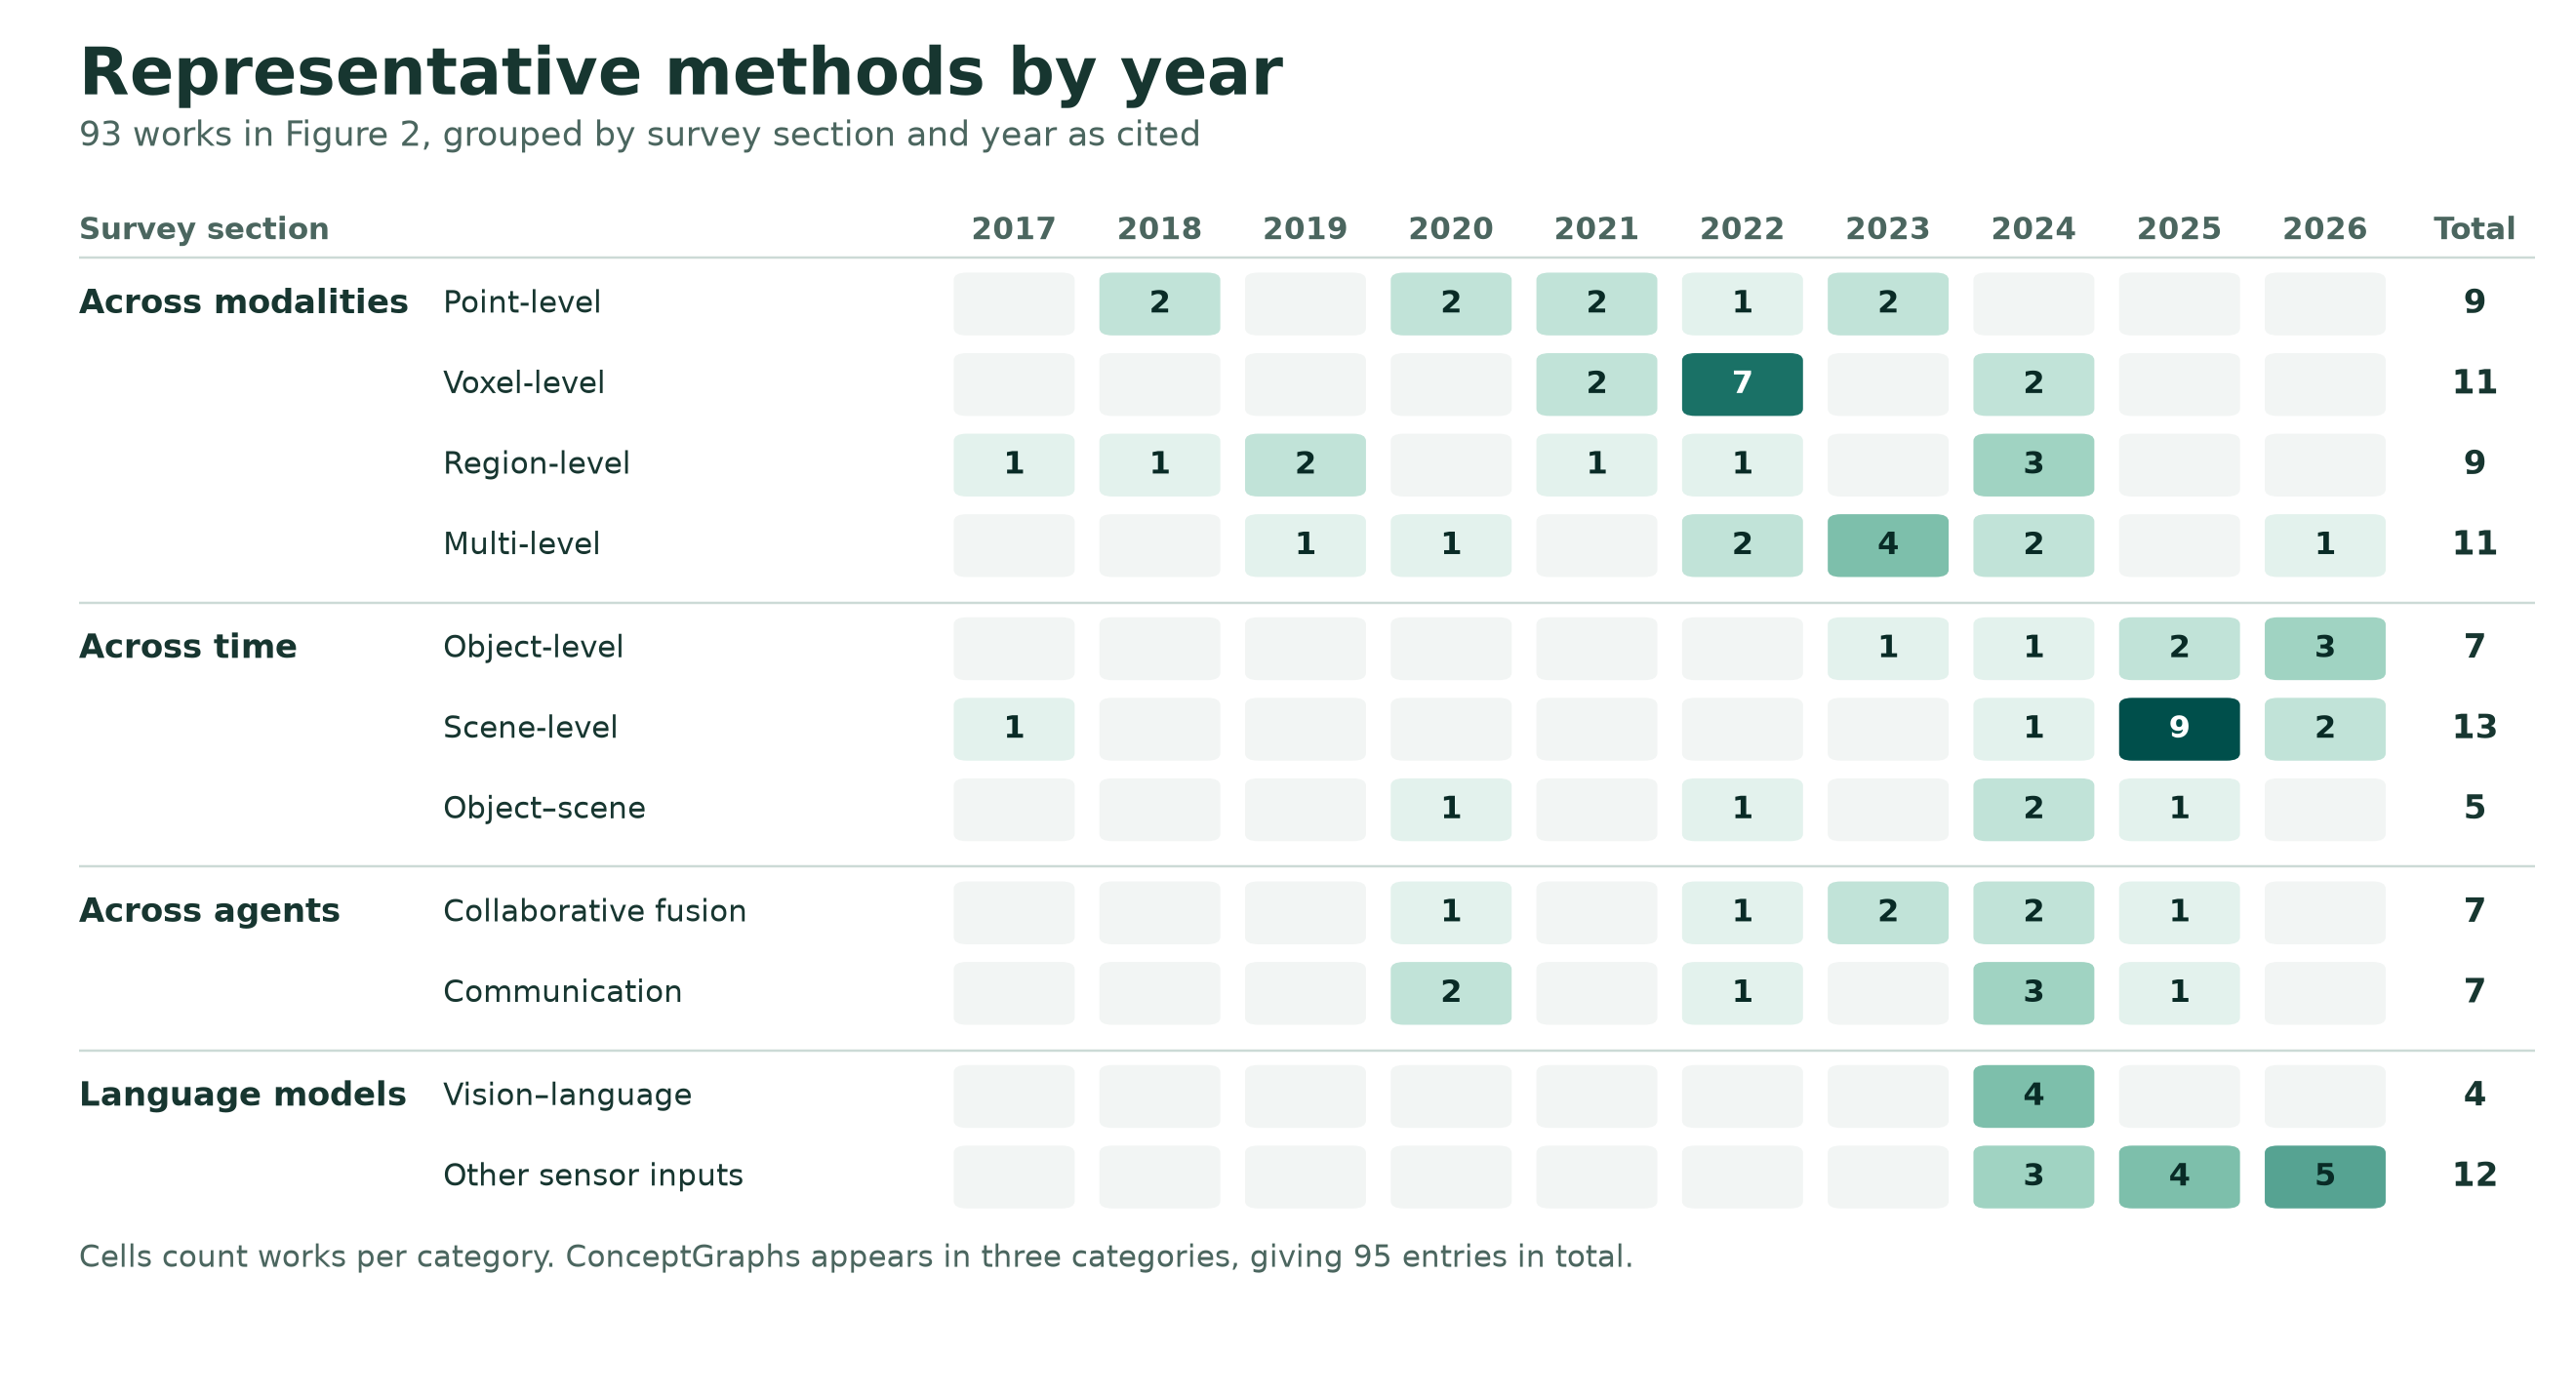 Representative methods by year
93 works in Figure 2, grouped by survey section and year as cited
Survey section 2017 2018 2019 2020 2021 2022 2023 2024 2025 2026 Total
Across modalities Point-level 2 2 2 1 2 9
Voxel-level 2 7 2 11
Region-level 1 1 2 1 1 3 9
Multi-level 1 1 2 4 2 1 11
Across time Object-level 1 1 2 3 7
Scene-level 1 1 9 2 13
Object–scene 1 1 2 1 5
Across agents Collaborative fusion 1 1 2 2 1 7
Communication 2 1 3 1 7
Language models Vision–language 4 4
Other sensor inputs 3 4 5 12
Cells count works per category. ConceptGraphs appears in three categories, giving 95 entries in total.